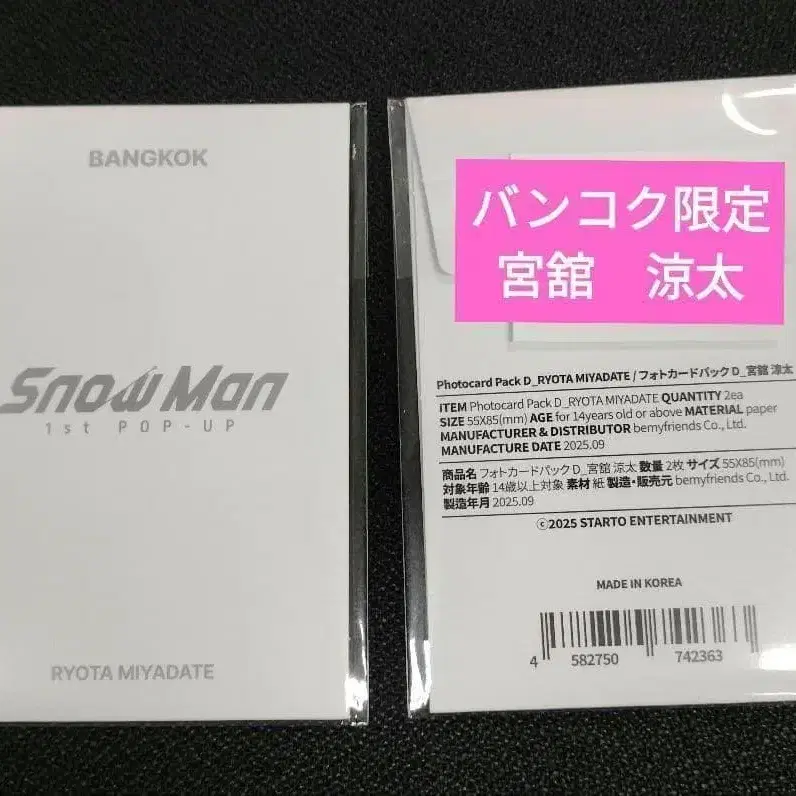 BANGKOK
Snow Man
1st POP-UP
RYOTA MIYADATE
バンコク限定
宮舘 涼太
Photocard Pack D_RYOTA MIYADATE / フォトカードパック D_宮舘 涼太
ITEM Photocard Pack D_RYOTA MIYADATE QUANTITY 2ea
SIZE 55X85(mm) AGE for 14years old or above MATERIAL paper
MANUFACTURER & DISTRIBUTOR bemyfriends Co., Ltd.
MANUFACTURE DATE 2025.09
商品名 フォトカードパック D_宮舘 涼太 数量 2枚 サイズ 55X85(mm)
対象年齢 14歳以上対象 素材 紙 製造・販売元 bemyfriends Co., Ltd.
製造年月 2025.09
©2025 STARTO ENTERTAINMENT
MADE IN KOREA
4 582750 742363